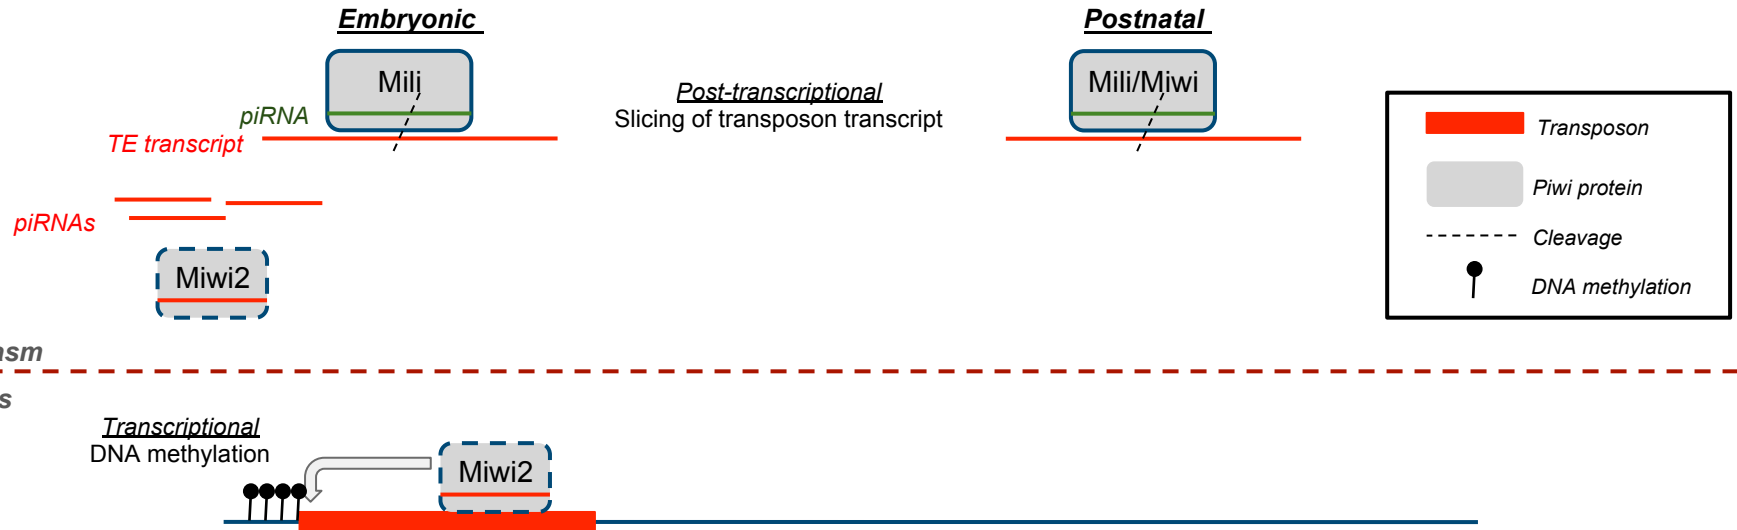 Embryonic
Postnatal
Mili
Mili/Miwi
Post-transcriptional
Slicing of transposon transcript
piRNA
TE transcript
piRNAs
Miwi2
Transposon
Piwi protein
Cleavage
DNA methylation
asm
s
Transcriptional
DNA methylation
Miwi2